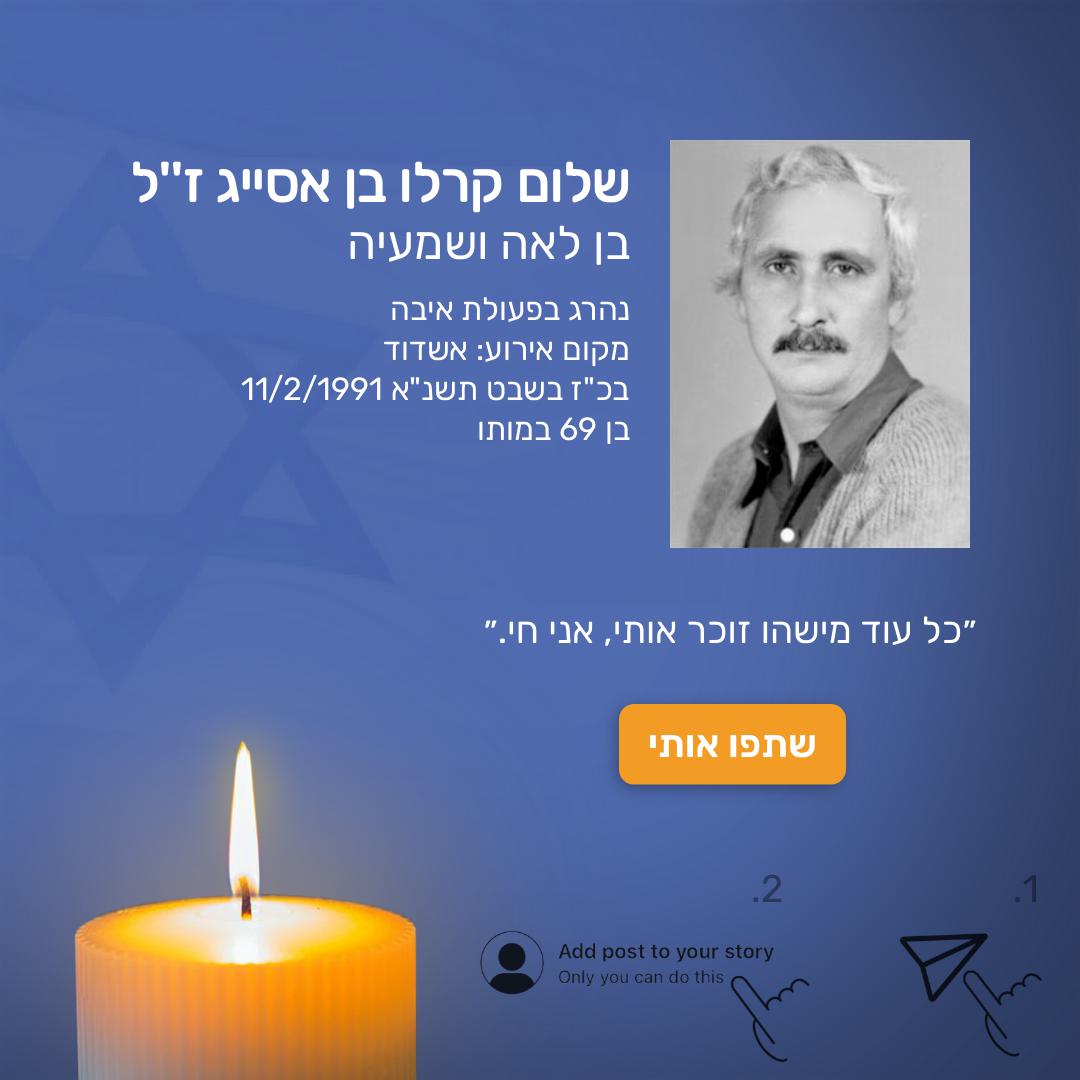 שלום קרלו בן אסייג ז"ל
בן לאה ושמעיה
נהרג בפעולת איבה
מקום אירוע: אשדוד
בכ"ז בשבט תשנ"א 11/2/1991
בן 69 במותו
״כל עוד מישהו זוכר אותי, אני חי.״
שתפו אותי
1.
2.
Add post to your story
Only you can do this